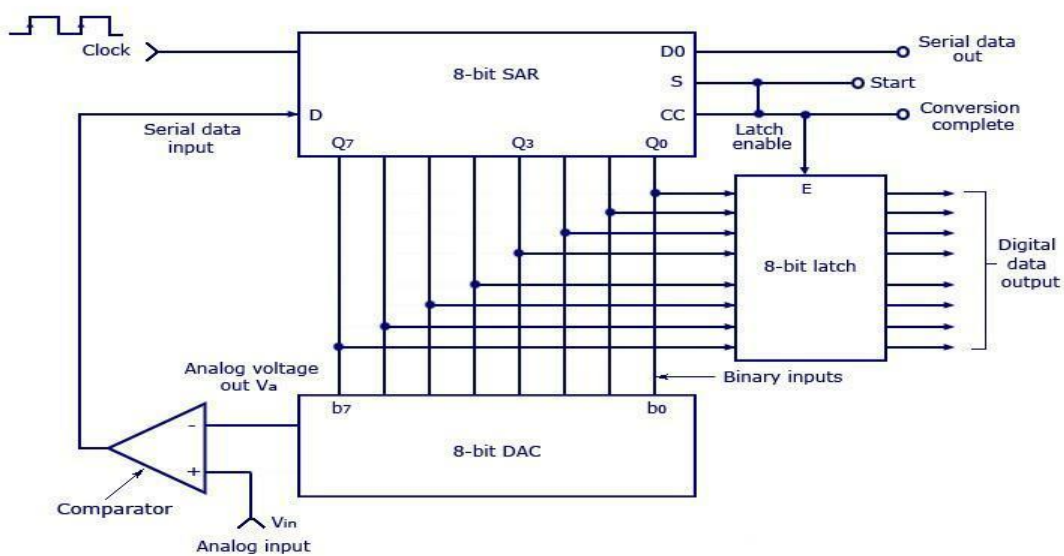 Clock
8-bit SAR
D0
Serial data
out
S
Start
D
CC
Conversion
complete
Serial data
input
Latch
enable
Q7
Q3
Q0
E
8-bit latch
Digital
data
output
Analog voltage
out Va
Binary inputs
b7
b0
-
8-bit DAC
+
Comparator
Vin
Analog input